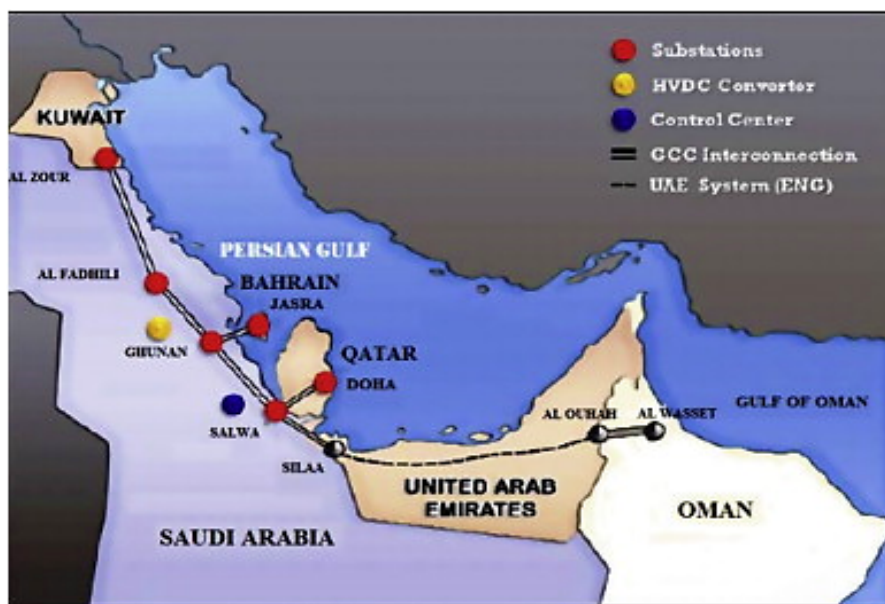 Substations
HVDC Convertor
Control Center
GCC Interconnection
UAE System (ENG)
KUWAIT
AL ZOUR
PERSIAN GULF
AL FADHILI
BAHRAIN
JASRA
GHUNAN
QATAR
DOHA
SALWA
AL OUHAH
AL WASSET
GULF OF OMAN
SILAA
UNITED ARAB
EMIRATES
OMAN
SAUDI ARABIA